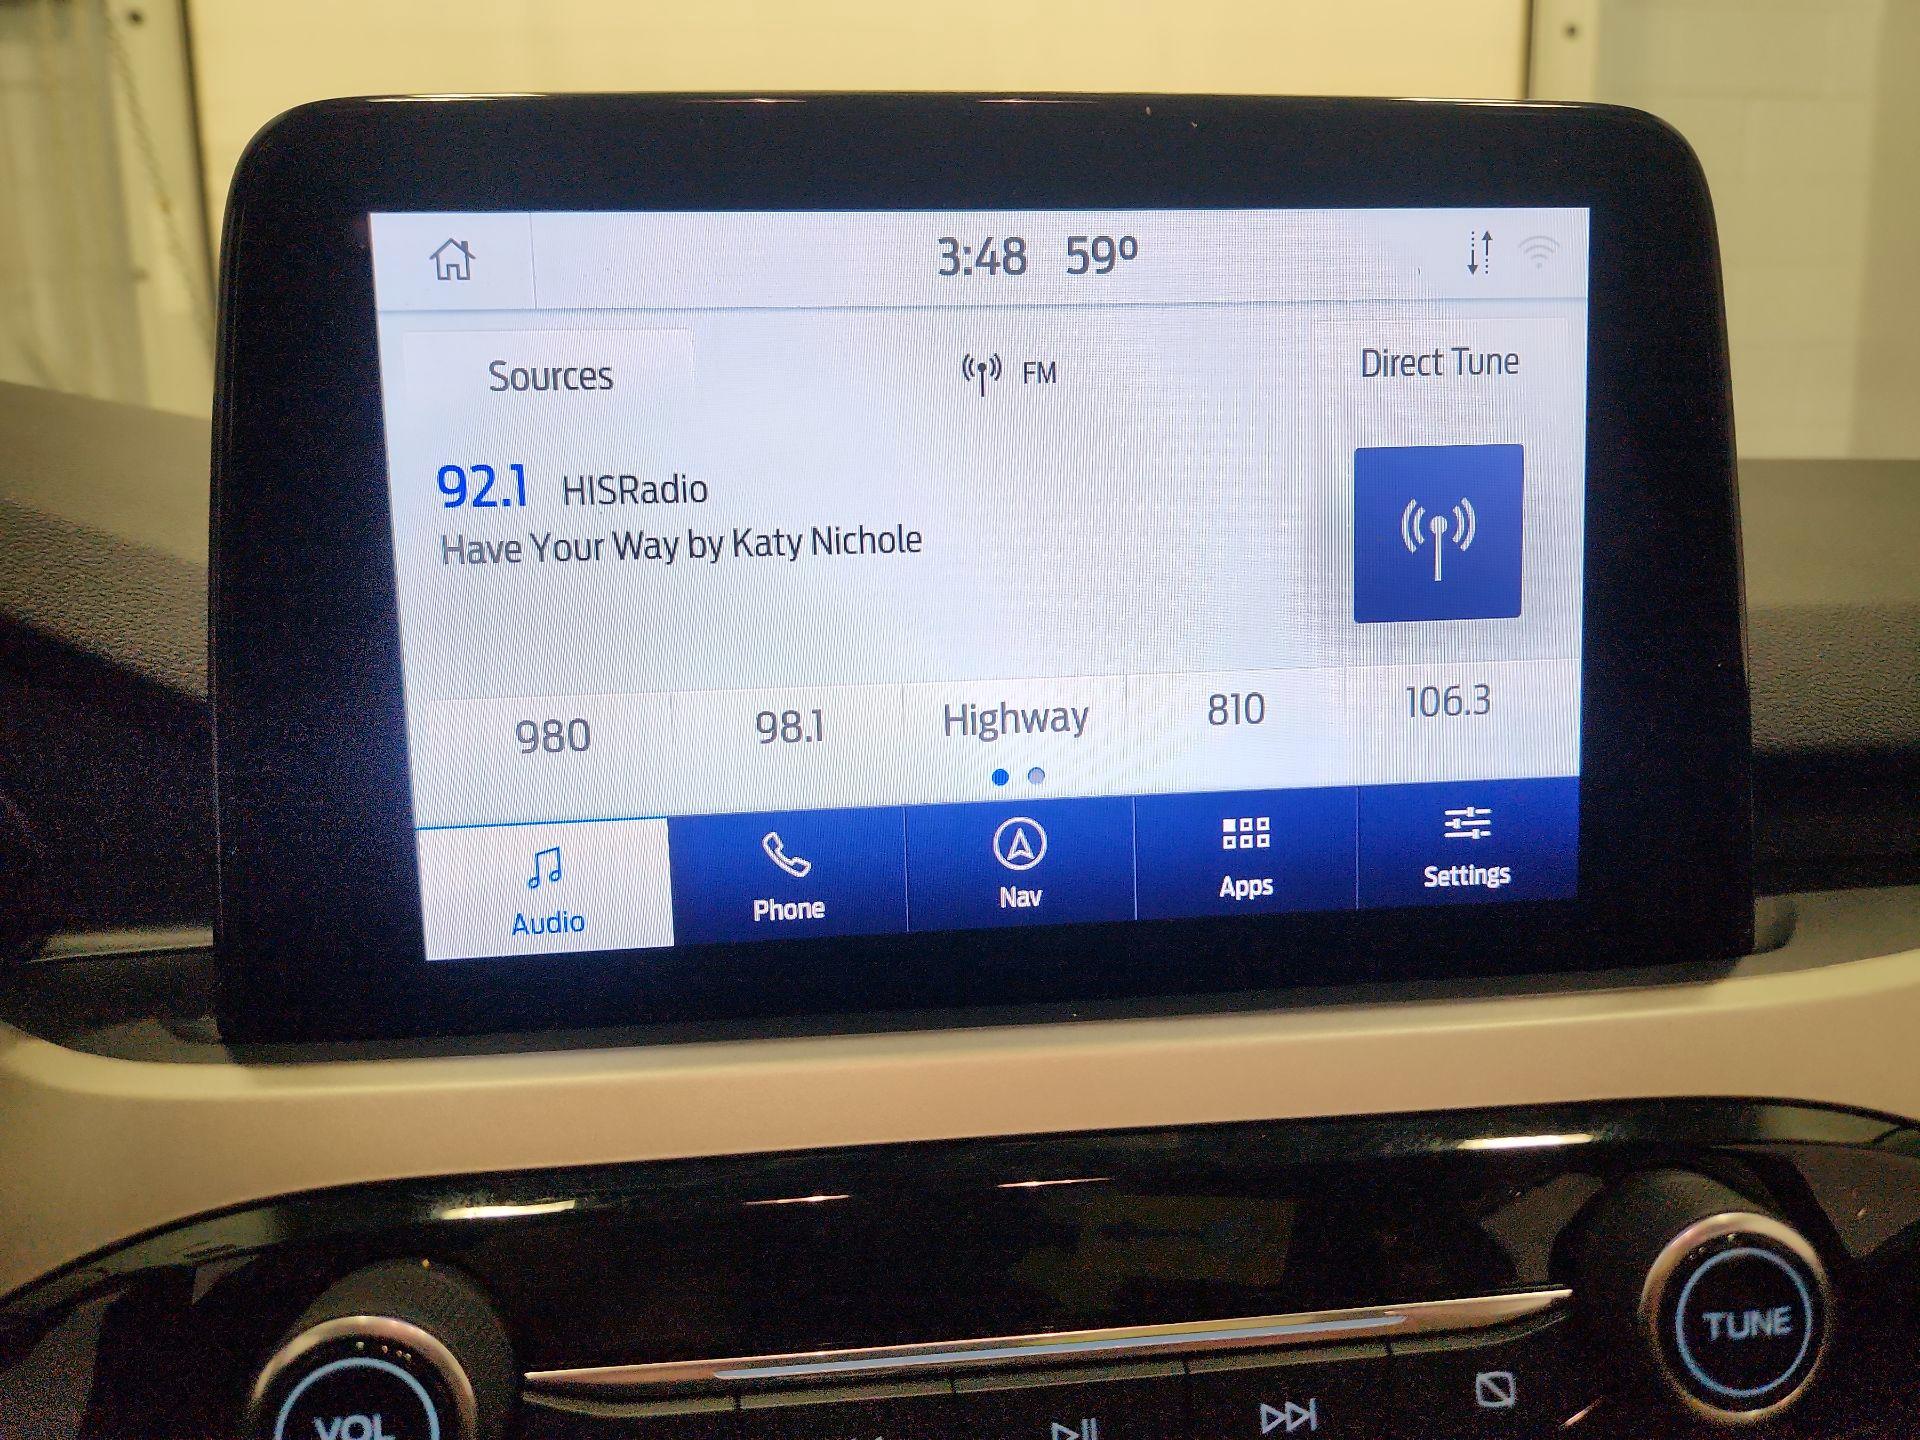 3:48 59°
Sources FM Direct Tune
92.1 HISRadio
Have Your Way by Katy Nichole
980 98.1 Highway 810 106.3
Audio Phone Nav Apps Settings
TUNE
VOL